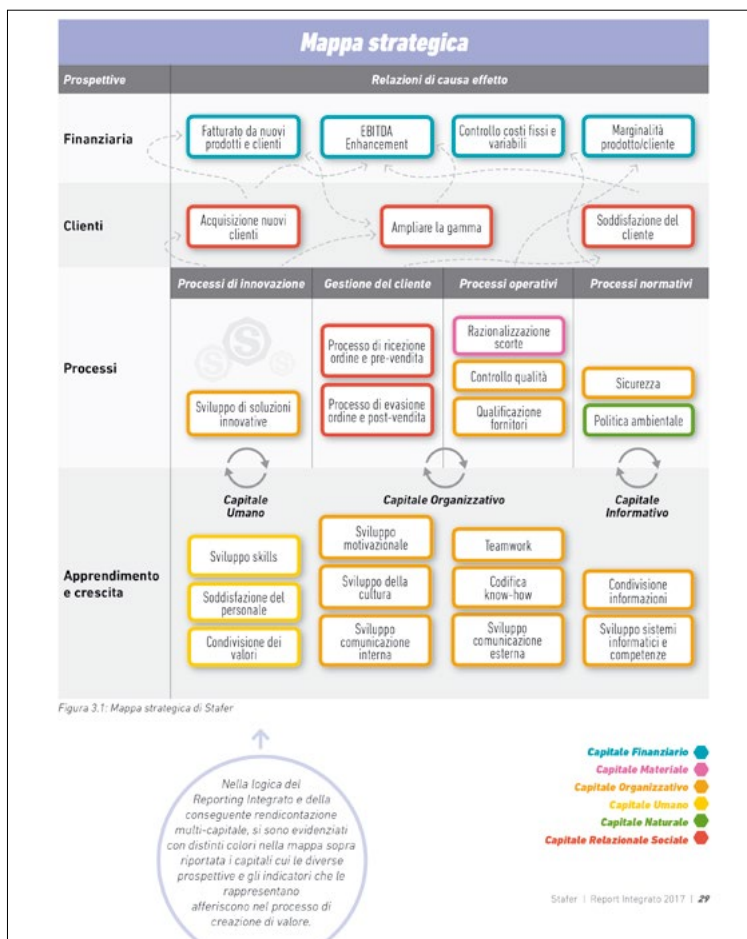 Mappa strategica
Prospettive
Relazioni di causa effetto
Finanziaria
Fatturato da nuovi
prodotti e clienti
EBITDA
Enhancement
Controllo costi fissi e
variabili
Marginalità
prodotto/cliente
Clienti
Acquisizione nuovi
clienti
Ampliare la gamma
Soddisfazione del
cliente
Processi di innovazione
Gestione del cliente
Processi operativi
Processi normativi
Processi
S S S
Sviluppo di soluzioni
innovative
Processo di ricezione
ordine e pre-vendita
Processo di evasione
ordine e post-vendita
Razionalizzazione
scorte
Controllo qualità
Qualificazione
fornitori
Sicurezza
Politica ambientale
Capitale
Umano
Capitale Organizzativo
Capitale
Informativo
Apprendimento
e crescita
Sviluppo skills
Soddisfazione del
personale
Condivisione dei
valori
Sviluppo
motivazionale
Sviluppo della
cultura
Sviluppo
comunicazione
interna
Teamwork
Codifica
know-how
Sviluppo
comunicazione
esterna
Condivisione
informazioni
Sviluppo sistemi
informatici e
competenze
Figura 3.1: Mappa strategica di Stafer
Nella logica del
Reporting Integrato e della
conseguente rendicontazione
multi-capitale, si sono evidenziati
con distinti colori nella mappa sopra
riportata i capitali cui le diverse
prospettive e gli indicatori che le
rappresentano
afferiscono nel processo di
creazione di valore.
Capitale Finanziario
Capitale Materiale
Capitale Organizzativo
Capitale Umano
Capitale Naturale
Capitale Relazionale Sociale
Stafer | Report Integrato 2017 | 29